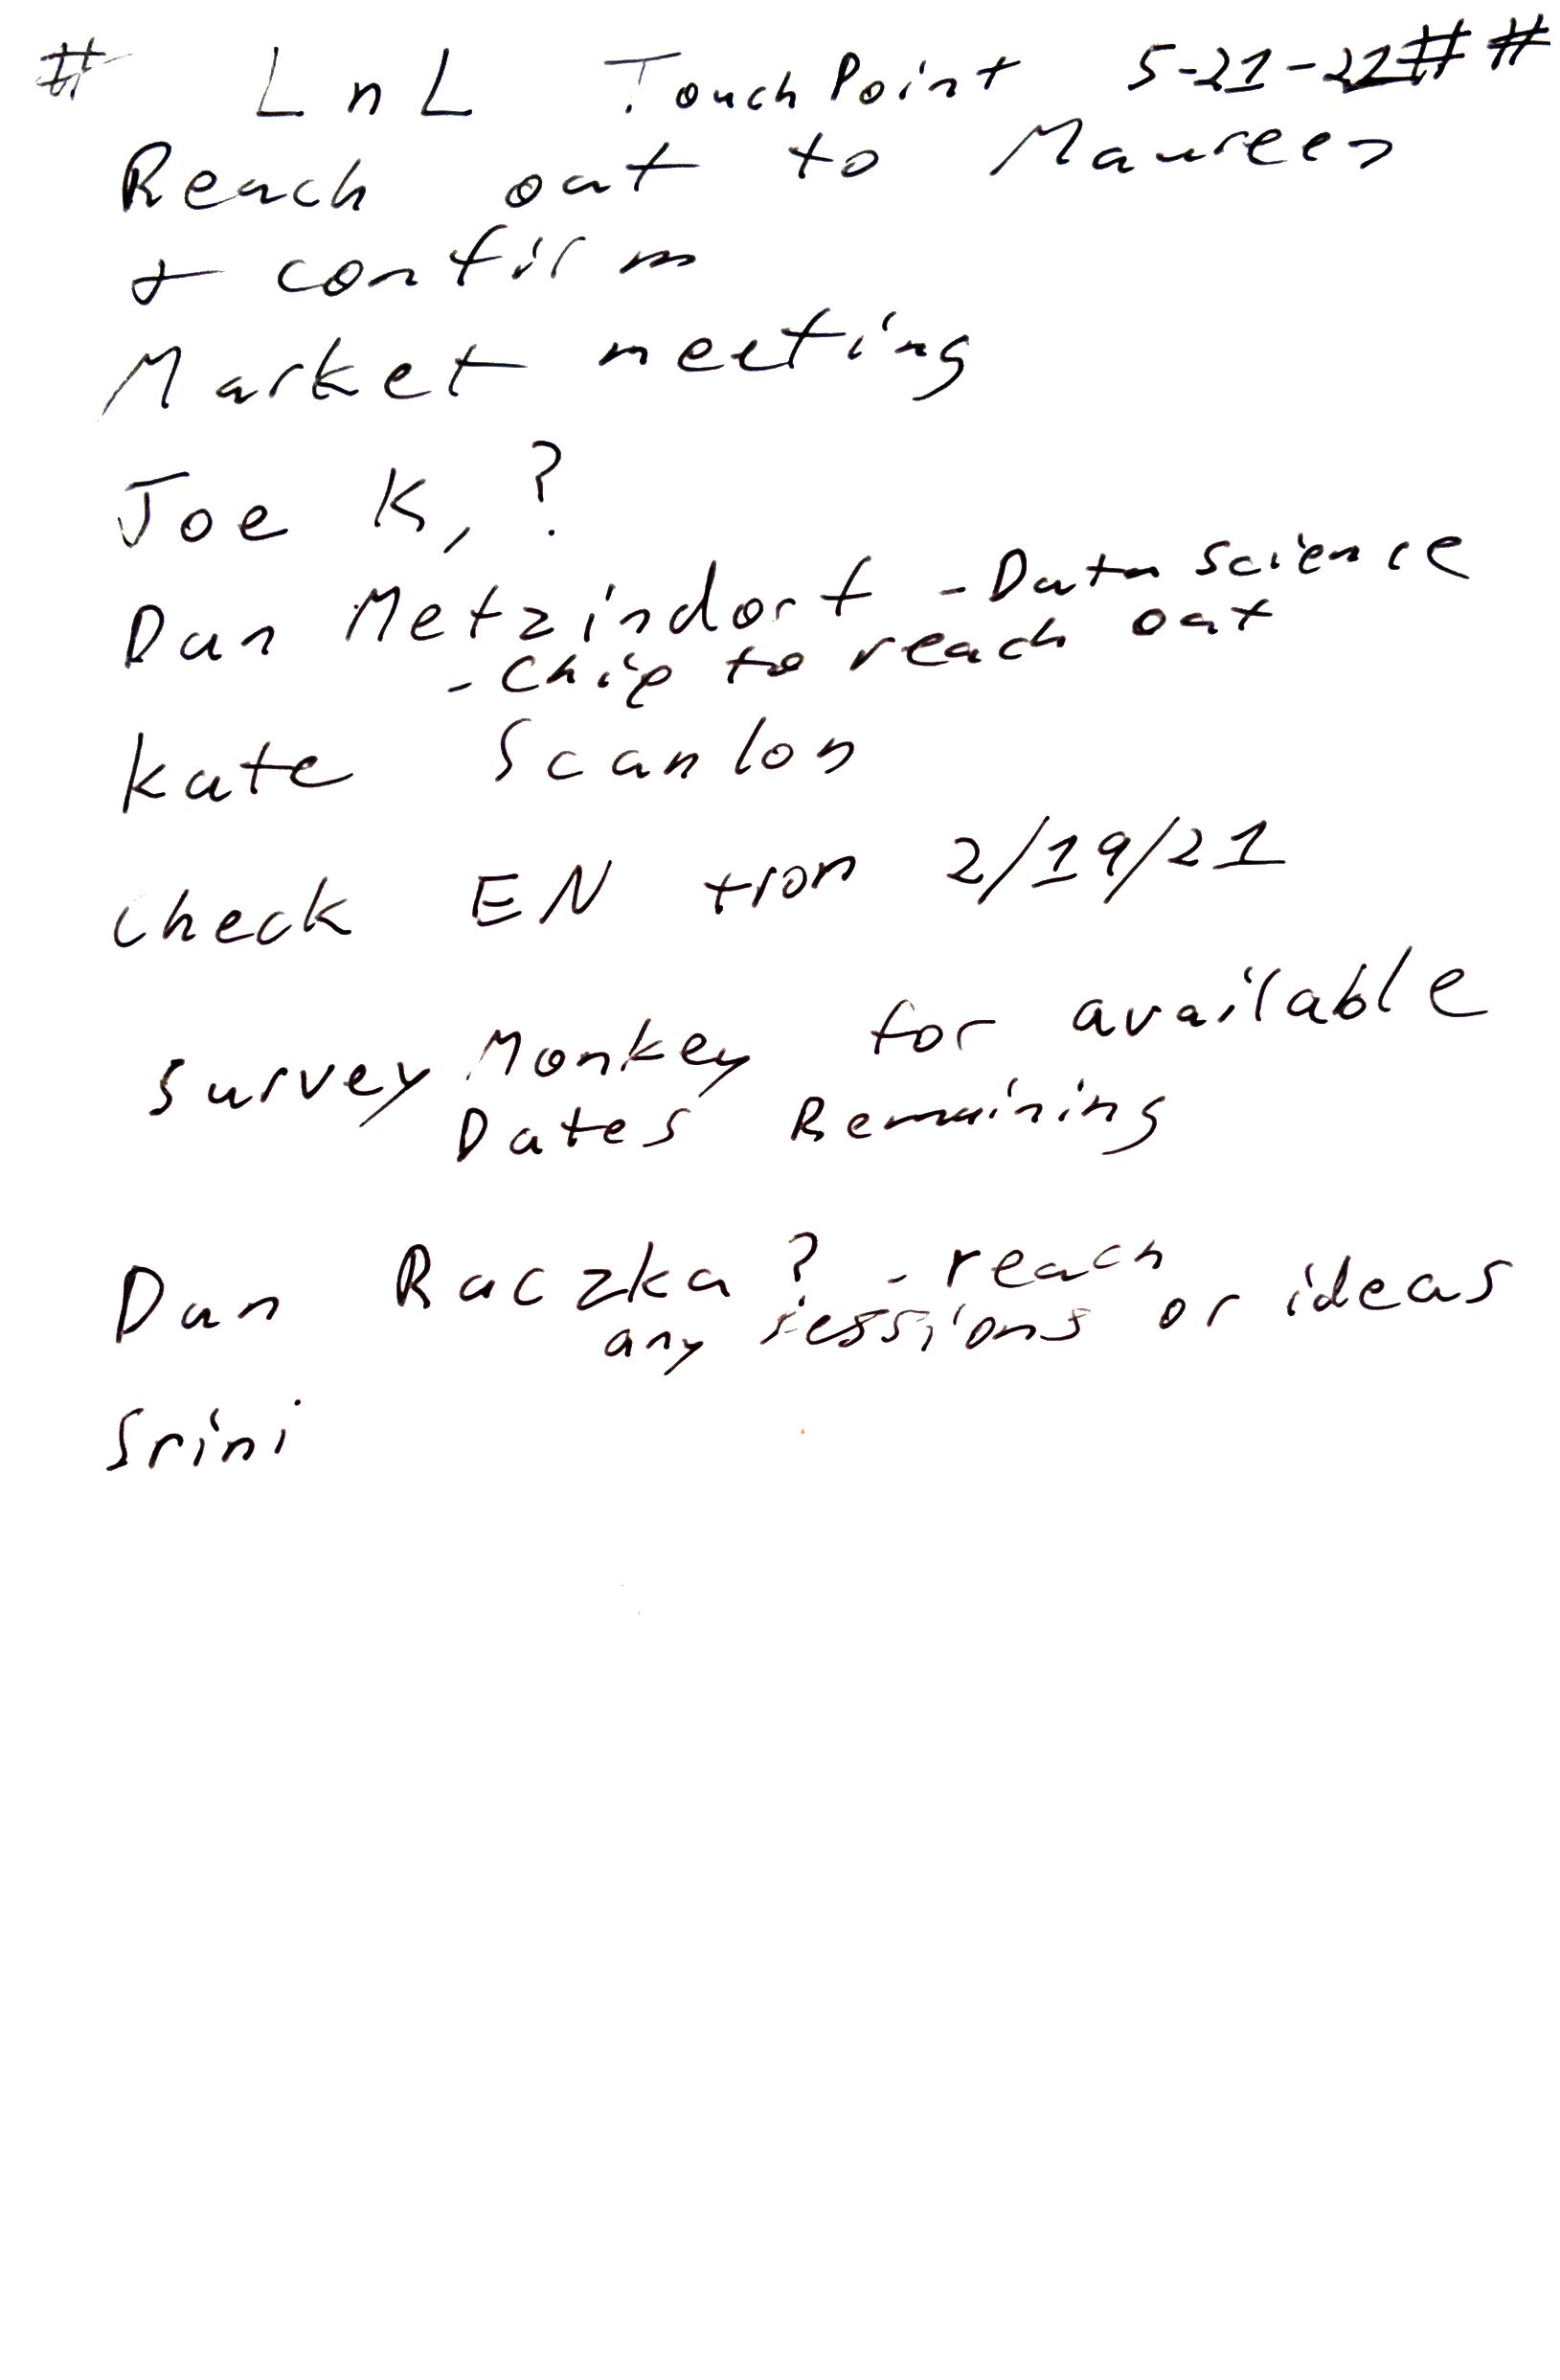 # LnL TouchPoint 5-21-22##
Reach out to Maureen
+ confirm
Market meeting
Joe K, ?
Dan Metzindorf - Data science
- Chip to reach out
Kate Scanlon
Check EN from 2/19/21
Survey Monkey for available
Dates Remaining
Dan Raczka ? - reach
any sessions or ideas
Srini